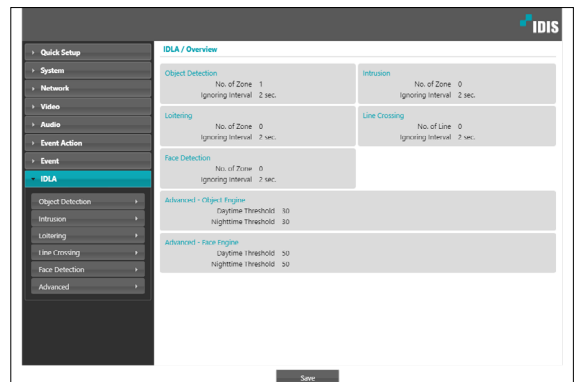 IDIS
Quick Setup
System
Network
Video
Audio
Event Action
Event
IDLA
Object Detection
Intrusion
Loitering
Line Crossing
Face Detection
Advanced
IDLA / Overview
Object Detection
No. of Zone 1
Ignoring Interval 2 sec.
Intrusion
No. of Zone 0
Ignoring Interval 2 sec.
Loitering
No. of Zone 0
Ignoring Interval 2 sec.
Line Crossing
No. of Line 0
Ignoring Interval 2 sec.
Face Detection
No. of Zone 0
Ignoring Interval 2 sec.
Advanced - Object Engine
Daytime Threshold 30
Nighttime Threshold 30
Advanced - Face Engine
Daytime Threshold 50
Nighttime Threshold 50
Save